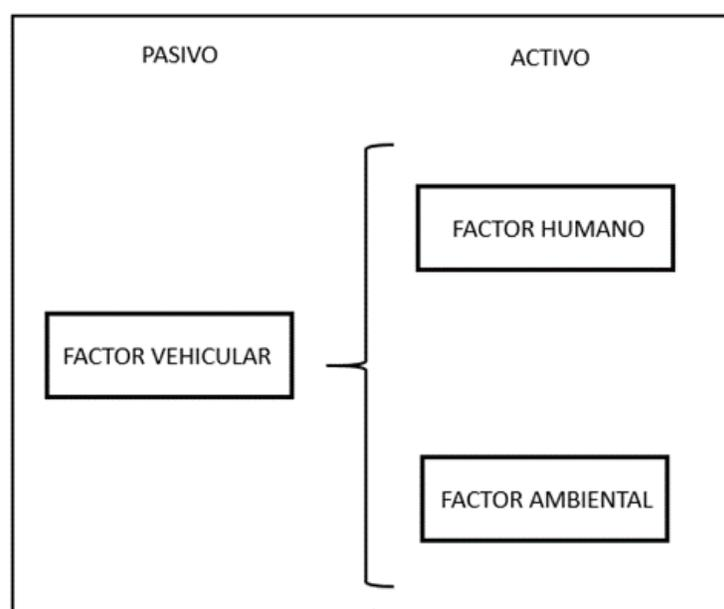 PASIVO
ACTIVO
FACTOR HUMANO
FACTOR VEHICULAR
FACTOR AMBIENTAL